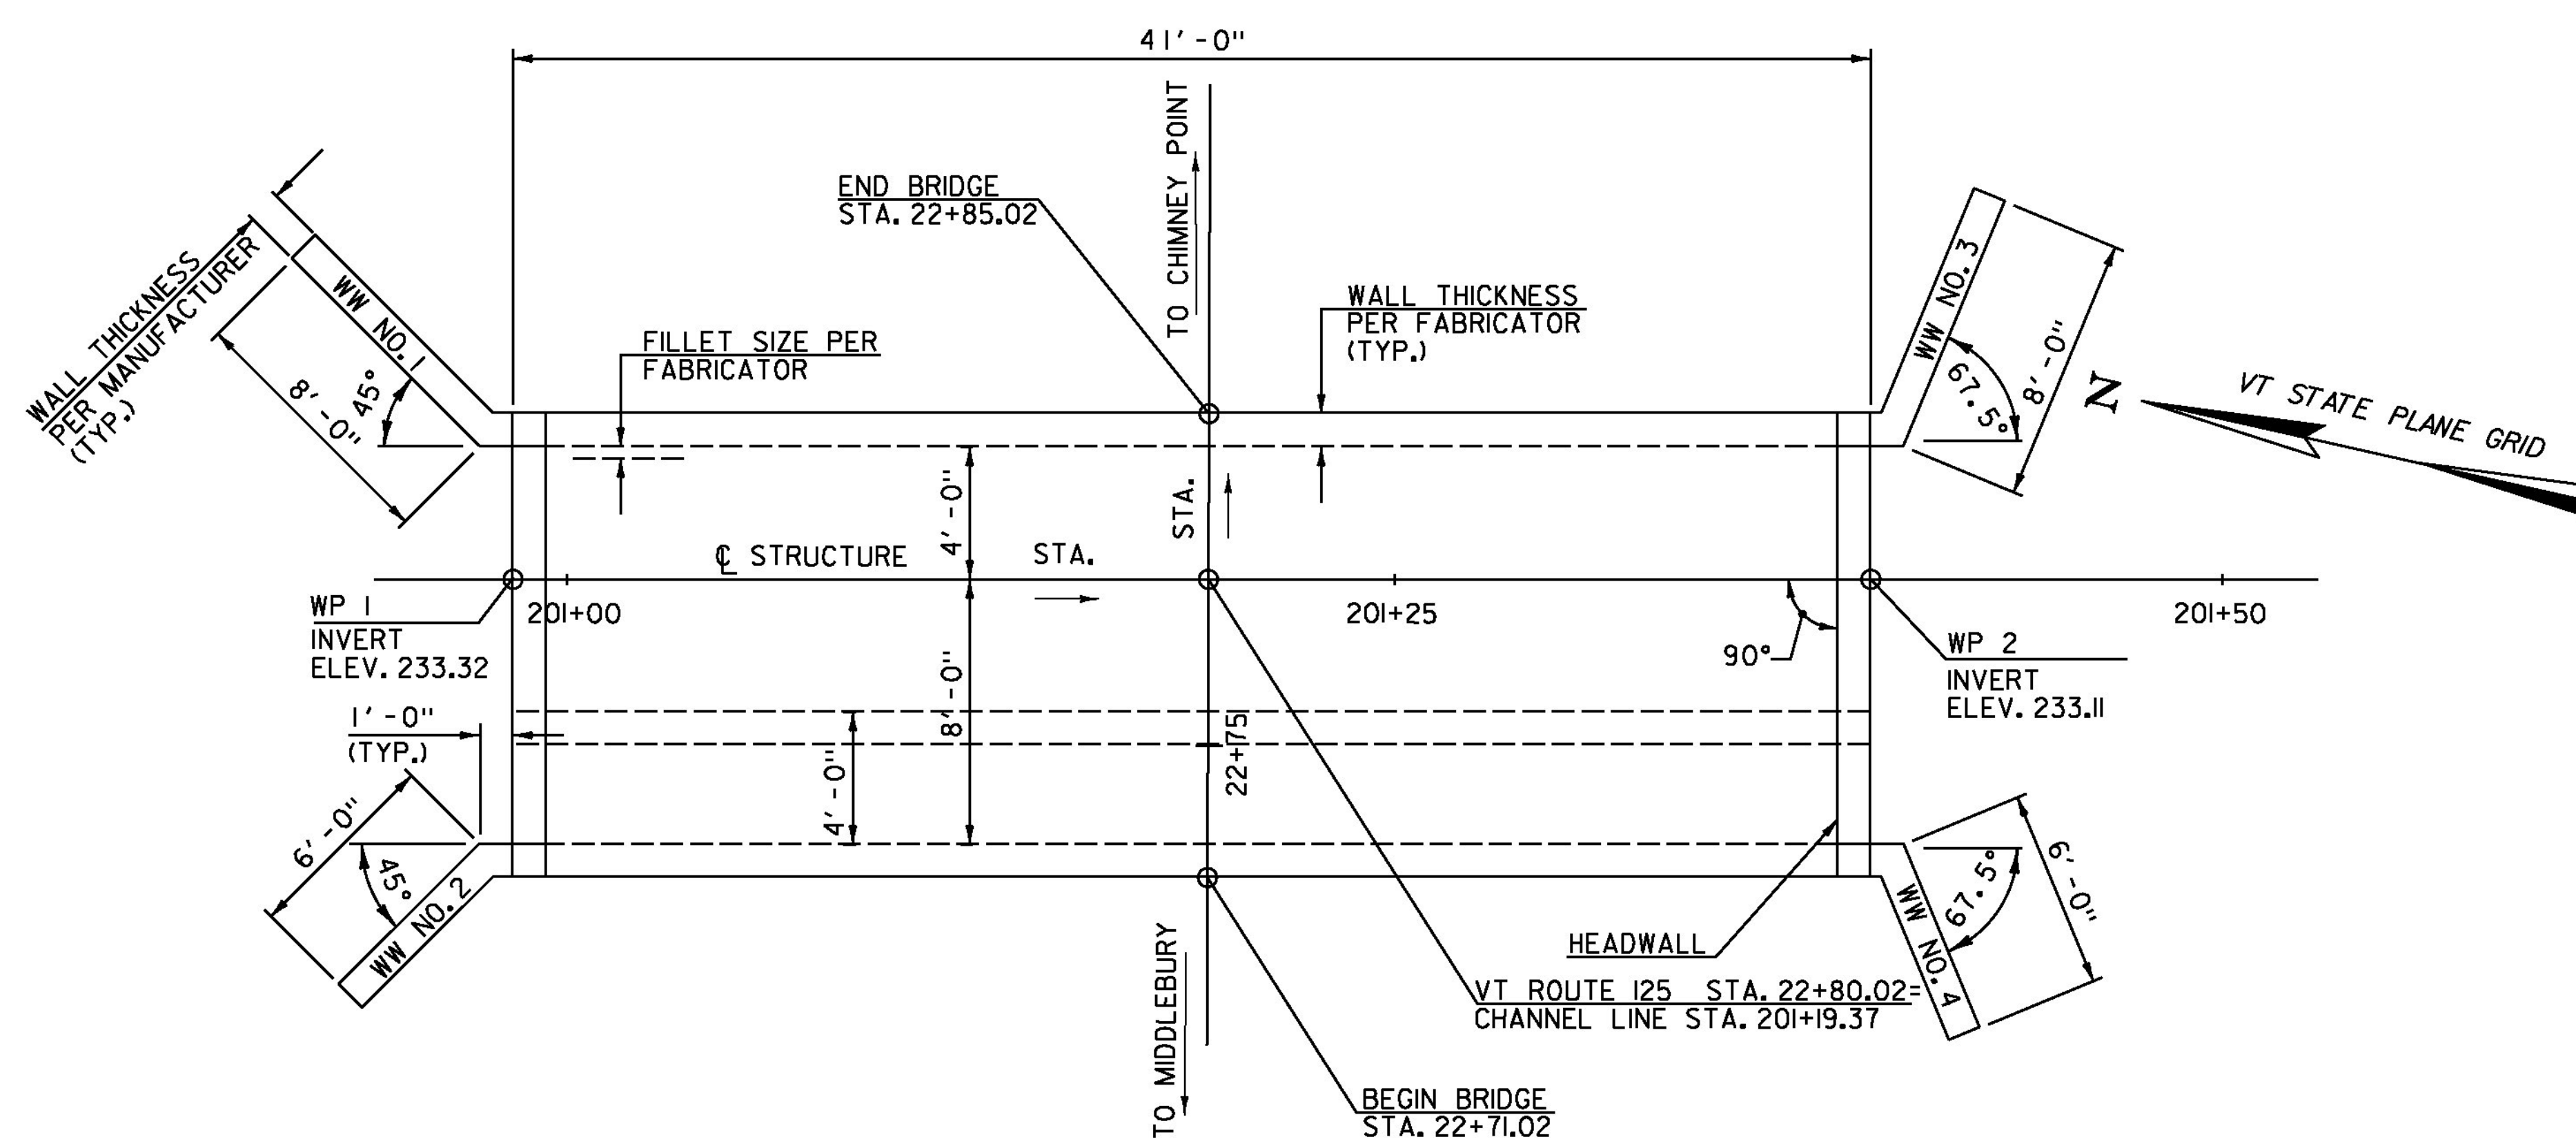 41'-0"
TO CHIMNEY POINT
END BRIDGE
STA. 22+85.02
WALL THICKNESS
PER MANUFACTURER
(TYP.)
WW NO. 1
8'-0"
45°
FILLET SIZE PER
FABRICATOR
WALL THICKNESS
PER FABRICATOR
(TYP.)
WW NO. 3
67.5°
8'-0"
N
VT STATE PLANE GRID
4'-0"
STA.
℄ STRUCTURE
STA.
WP 1
INVERT
ELEV. 233.32
201+00
201+25
201+50
90°
WP 2
INVERT
ELEV. 233.11
1'-0"
(TYP.)
8'-0"
4'-0"
22+75
6'-0"
45°
WW NO. 2
67.5°
6'-0"
WW NO. 4
HEADWALL
VT ROUTE 125 STA. 22+80.02=
CHANNEL LINE STA. 201+19.37
TO MIDDLEBURY
BEGIN BRIDGE
STA. 22+71.02